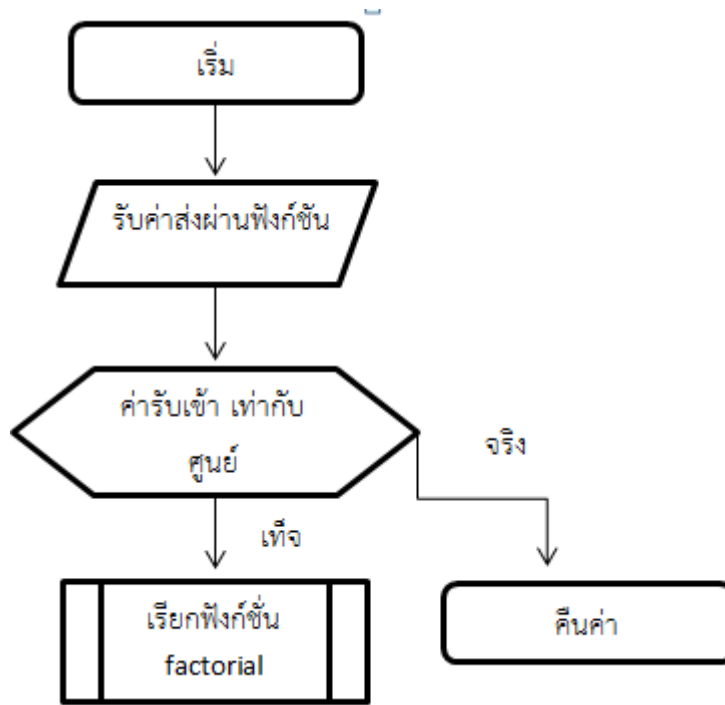 เริ่ม
รับค่าส่งผ่านฟังก์ชัน
ค่ารับเข้า เท่ากับ
ศูนย์
จริง
เท็จ
เรียกฟังก์ชั่น
factorial
คืนค่า